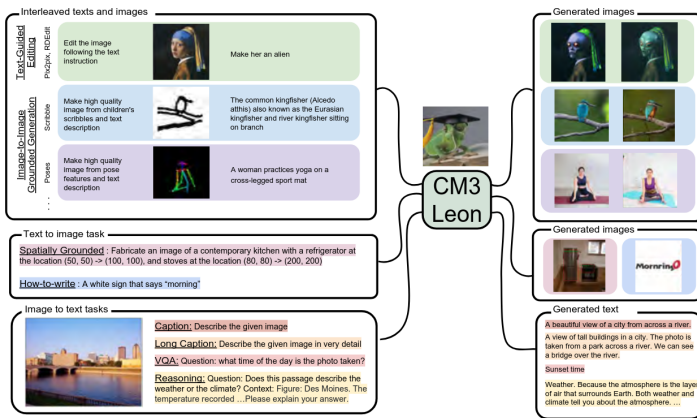 Interleaved texts and images
Text-Guided
Editing
Pix2pix, RDEdit
Edit the image
following the text
instruction
Make her an alien
Image-to-Image
Grounded Generation
Scribble
Make high quality
image from children's
scribbles and text
description
The common kingfisher (Alcedo
atthis) also known as the Eurasian
kingfisher and river kingfisher sitting
on branch
Poses
Make high quality
image from pose
features and text
description
A woman practices yoga on a
cross-legged sport mat
. . .
Text to image task
Spatially Grounded : Fabricate an image of a contemporary kitchen with a refrigerator at
the location (50, 50) -> (100, 100), and stoves at the location (80, 80) -> (200, 200)
How-to-write : A white sign that says “morning”
Image to text tasks
Caption: Describe the given image
Long Caption: Describe the given image in very detail
VQA: Question: what time of the day is the photo taken?
Reasoning: Question: Does this passage describe the
weather or the climate? Context: Figure: Des Moines. The
temperature recorded …Please explain your answer.
CM3
Leon
Generated images
Generated images
Mornring
Generated text
A beautiful view of a city from across a river.
A view of tall buildings in a city. The photo is
taken from a park across a river. We can see
a bridge over the river.
Sunset time
Weather. Because the atmosphere is the layer
of air that surrounds Earth. Both weather and
climate tell you about the atmosphere. …